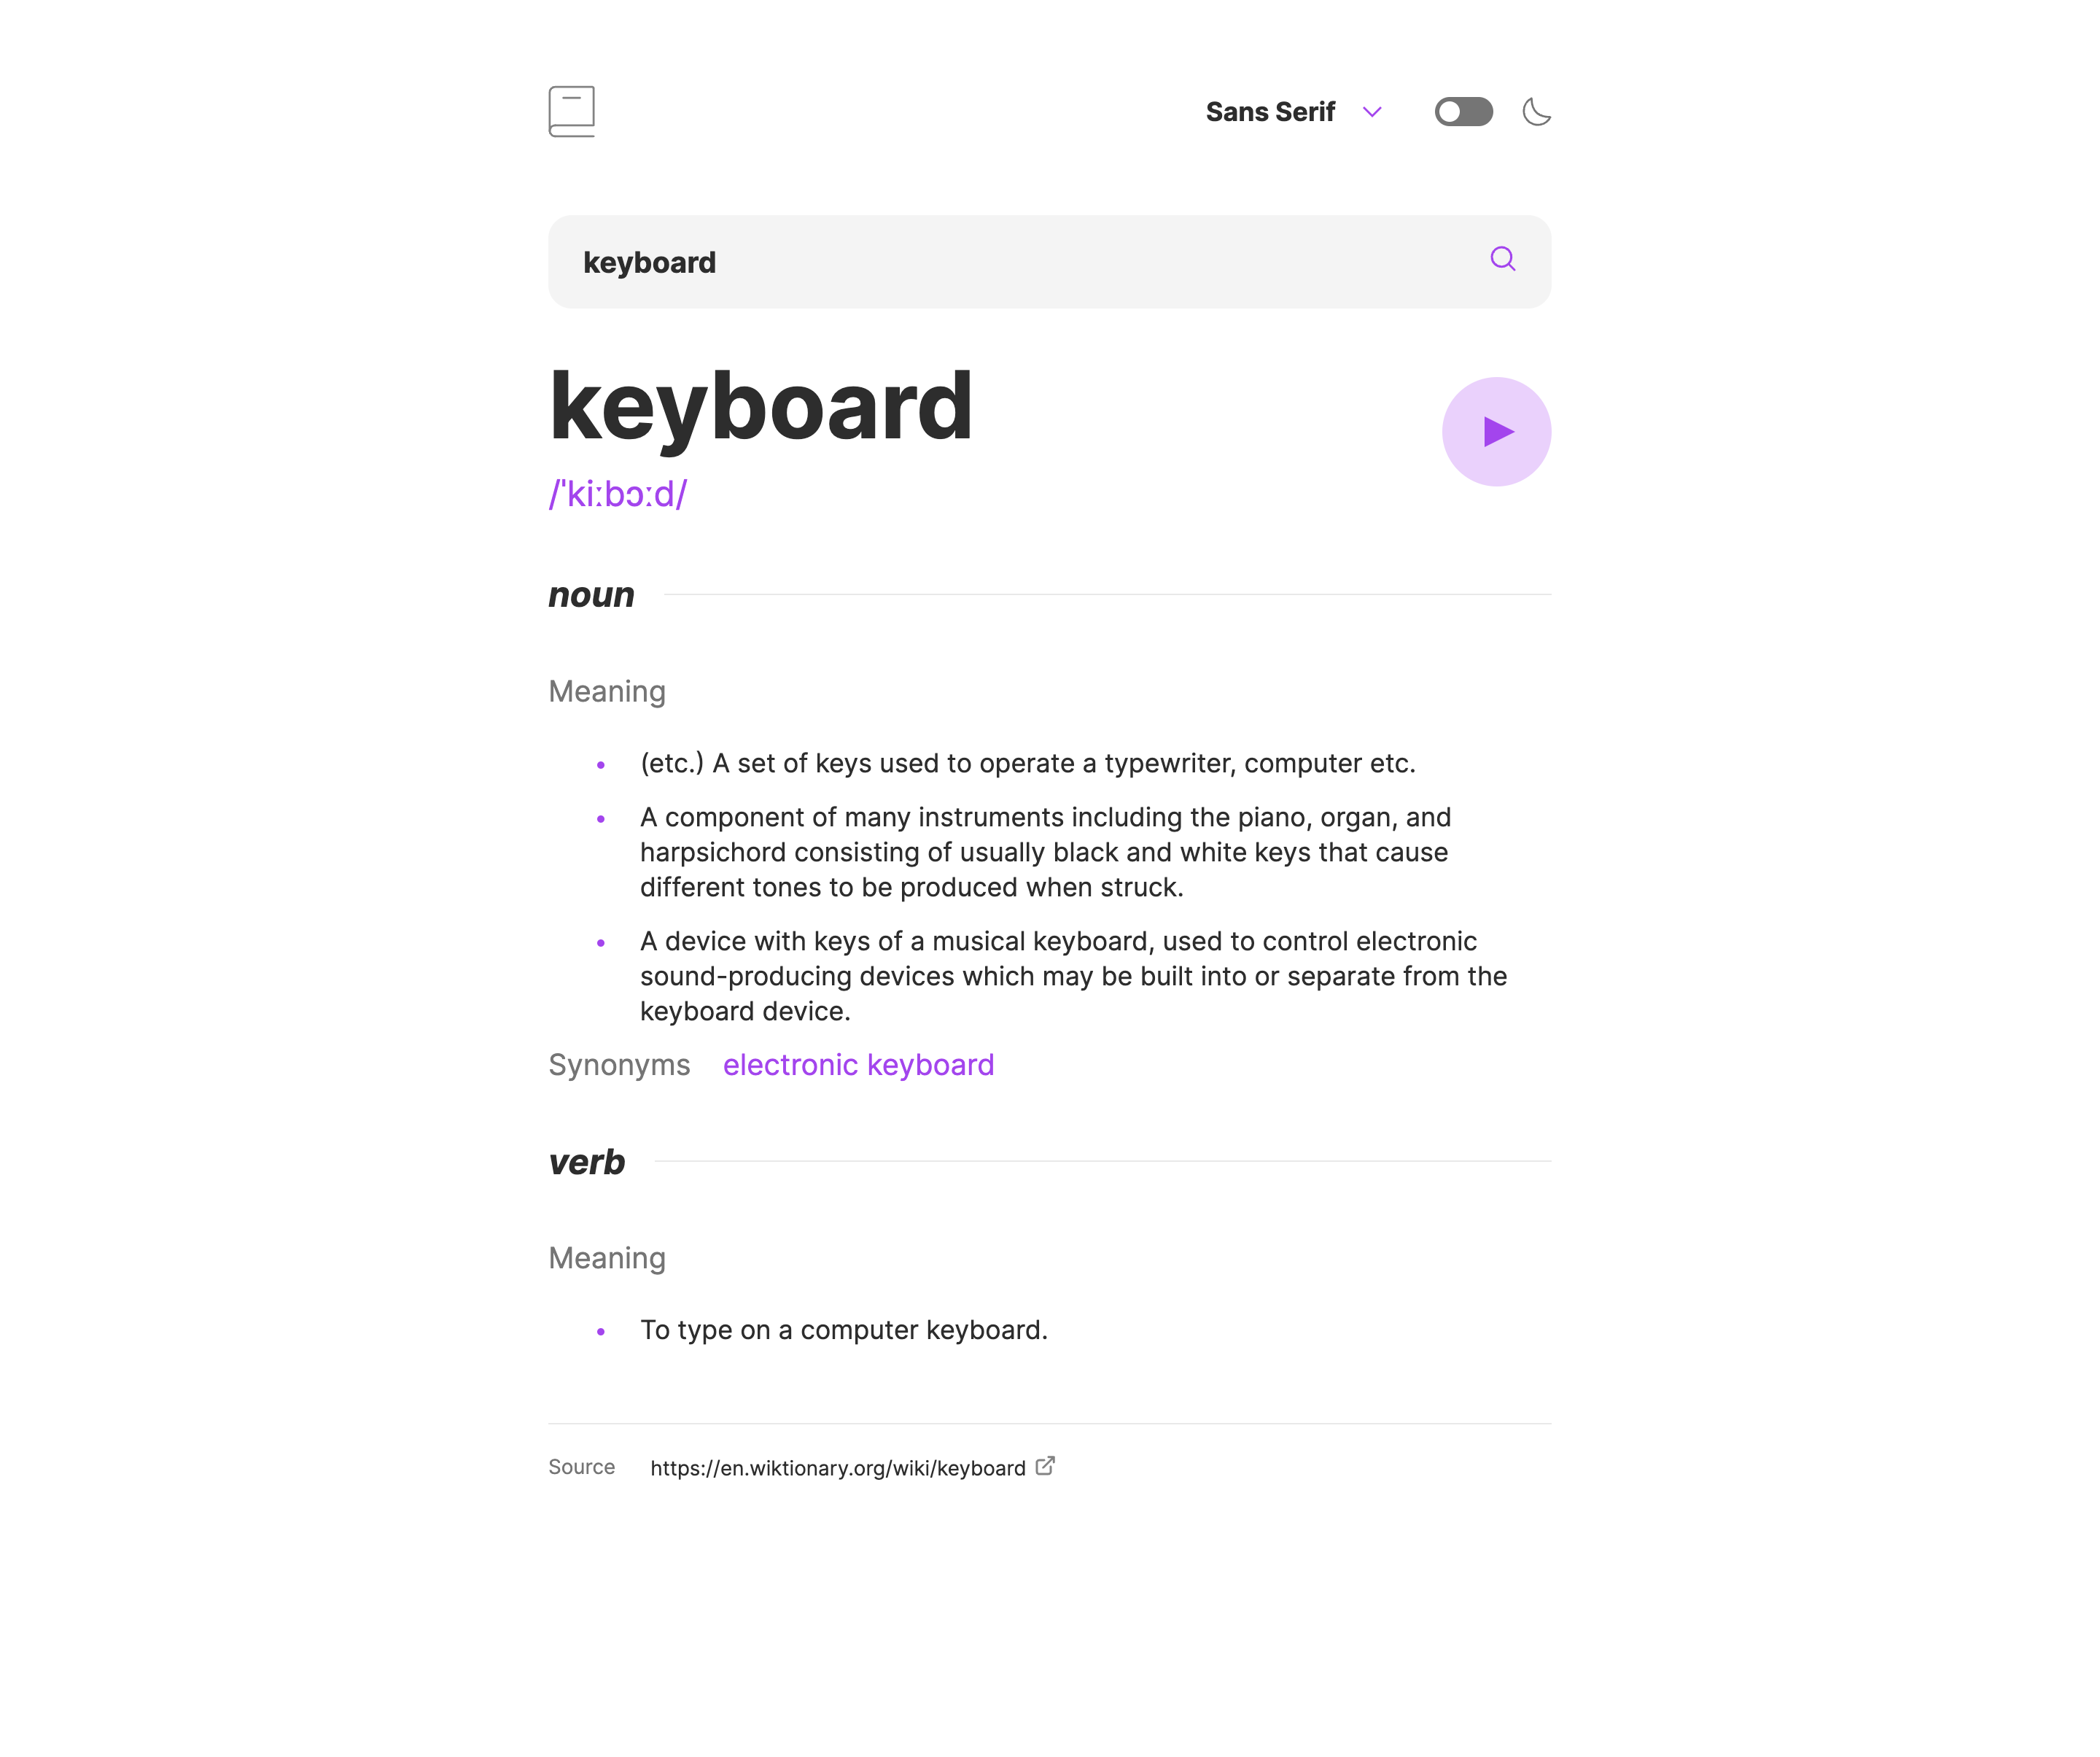 Sans Serif
keyboard
keyboard
/ˈkiːbɔːd/
noun
Meaning
(etc.) A set of keys used to operate a typewriter, computer etc.
A component of many instruments including the piano, organ, and
harpsichord consisting of usually black and white keys that cause
different tones to be produced when struck.
A device with keys of a musical keyboard, used to control electronic
sound-producing devices which may be built into or separate from the
keyboard device.
Synonyms electronic keyboard
verb
Meaning
To type on a computer keyboard.
Source https://en.wiktionary.org/wiki/keyboard